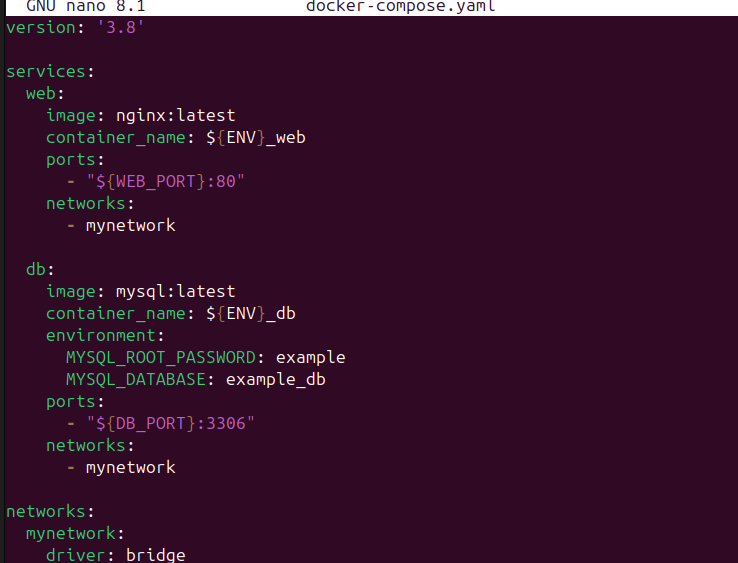 GNU nano 8.1 docker-compose.yaml
version: '3.8'

services:
  web:
    image: nginx:latest
    container_name: ${ENV}_web
    ports:
      - "${WEB_PORT}:80"
    networks:
      - mynetwork

  db:
    image: mysql:latest
    container_name: ${ENV}_db
    environment:
      MYSQL_ROOT_PASSWORD: example
      MYSQL_DATABASE: example_db
    ports:
      - "${DB_PORT}:3306"
    networks:
      - mynetwork

networks:
  mynetwork:
    driver: bridge